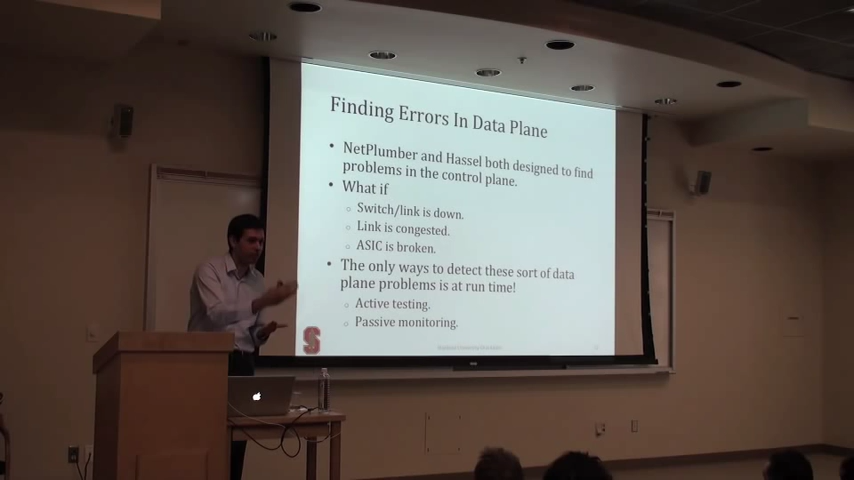 Finding Errors In Data Plane
• NetPlumber and Hassel both designed to find
problems in the control plane.
• What if
○ Switch/link is down.
○ Link is congested.
○ ASIC is broken.
• The only ways to detect these sort of data
plane problems is at run time!
○ Active testing.
○ Passive monitoring.
S